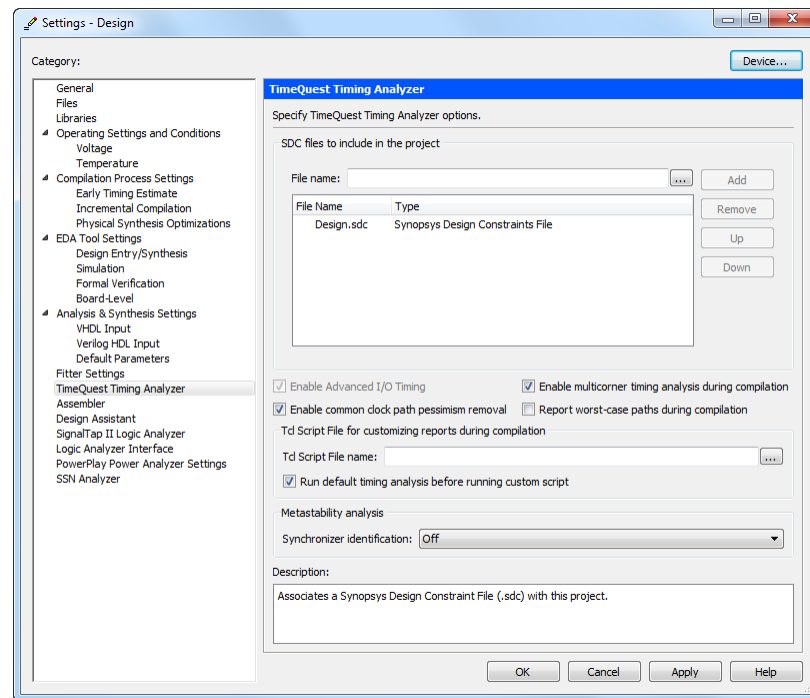 Settings - Design
Category:
Device...
General
Files
Libraries
Operating Settings and Conditions
Voltage
Temperature
Compilation Process Settings
Early Timing Estimate
Incremental Compilation
Physical Synthesis Optimizations
EDA Tool Settings
Design Entry/Synthesis
Simulation
Formal Verification
Board-Level
Analysis & Synthesis Settings
VHDL Input
Verilog HDL Input
Default Parameters
Fitter Settings
TimeQuest Timing Analyzer
Assembler
Design Assistant
SignalTap II Logic Analyzer
Logic Analyzer Interface
PowerPlay Power Analyzer Settings
SSN Analyzer
TimeQuest Timing Analyzer
Specify TimeQuest Timing Analyzer options.
SDC files to include in the project
File name:
...
Add
File Name Type
Remove
Design.sdc Synopsys Design Constraints File
Up
Down
Enable Advanced I/O Timing
Enable multicorner timing analysis during compilation
Enable common clock path pessimism removal
Report worst-case paths during compilation
Tcl Script File for customizing reports during compilation
Tcl Script File name:
...
Run default timing analysis before running custom script
Metastability analysis
Synchronizer identification: Off
Description:
Associates a Synopsys Design Constraint File (.sdc) with this project.
OK Cancel Apply Help